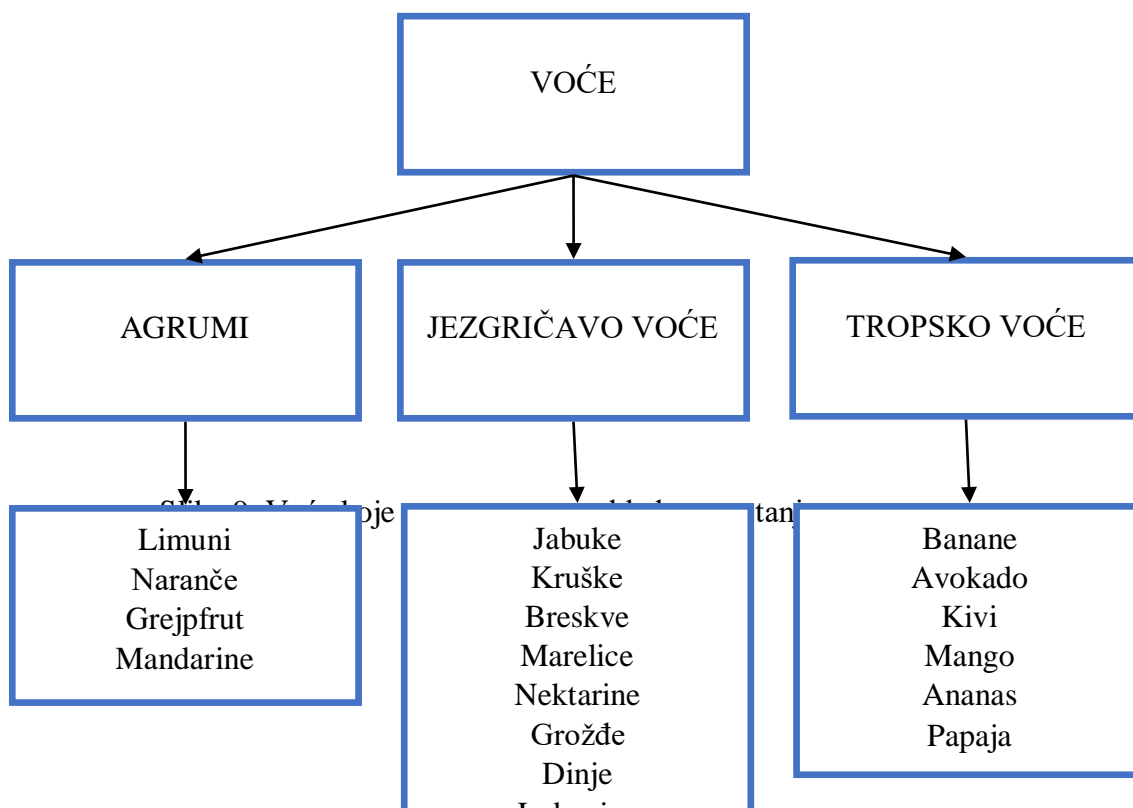 VOĆE
AGRUMI
JEZGRIČAVO VOĆE
TROPSKO VOĆE
Limuni
Naranče
Grejpfrut
Mandarine
Jabuke
Kruške
Breskve
Marelice
Nektarine
Grožđe
Dinje
Banane
Avokado
Kivi
Mango
Ananas
Papaja